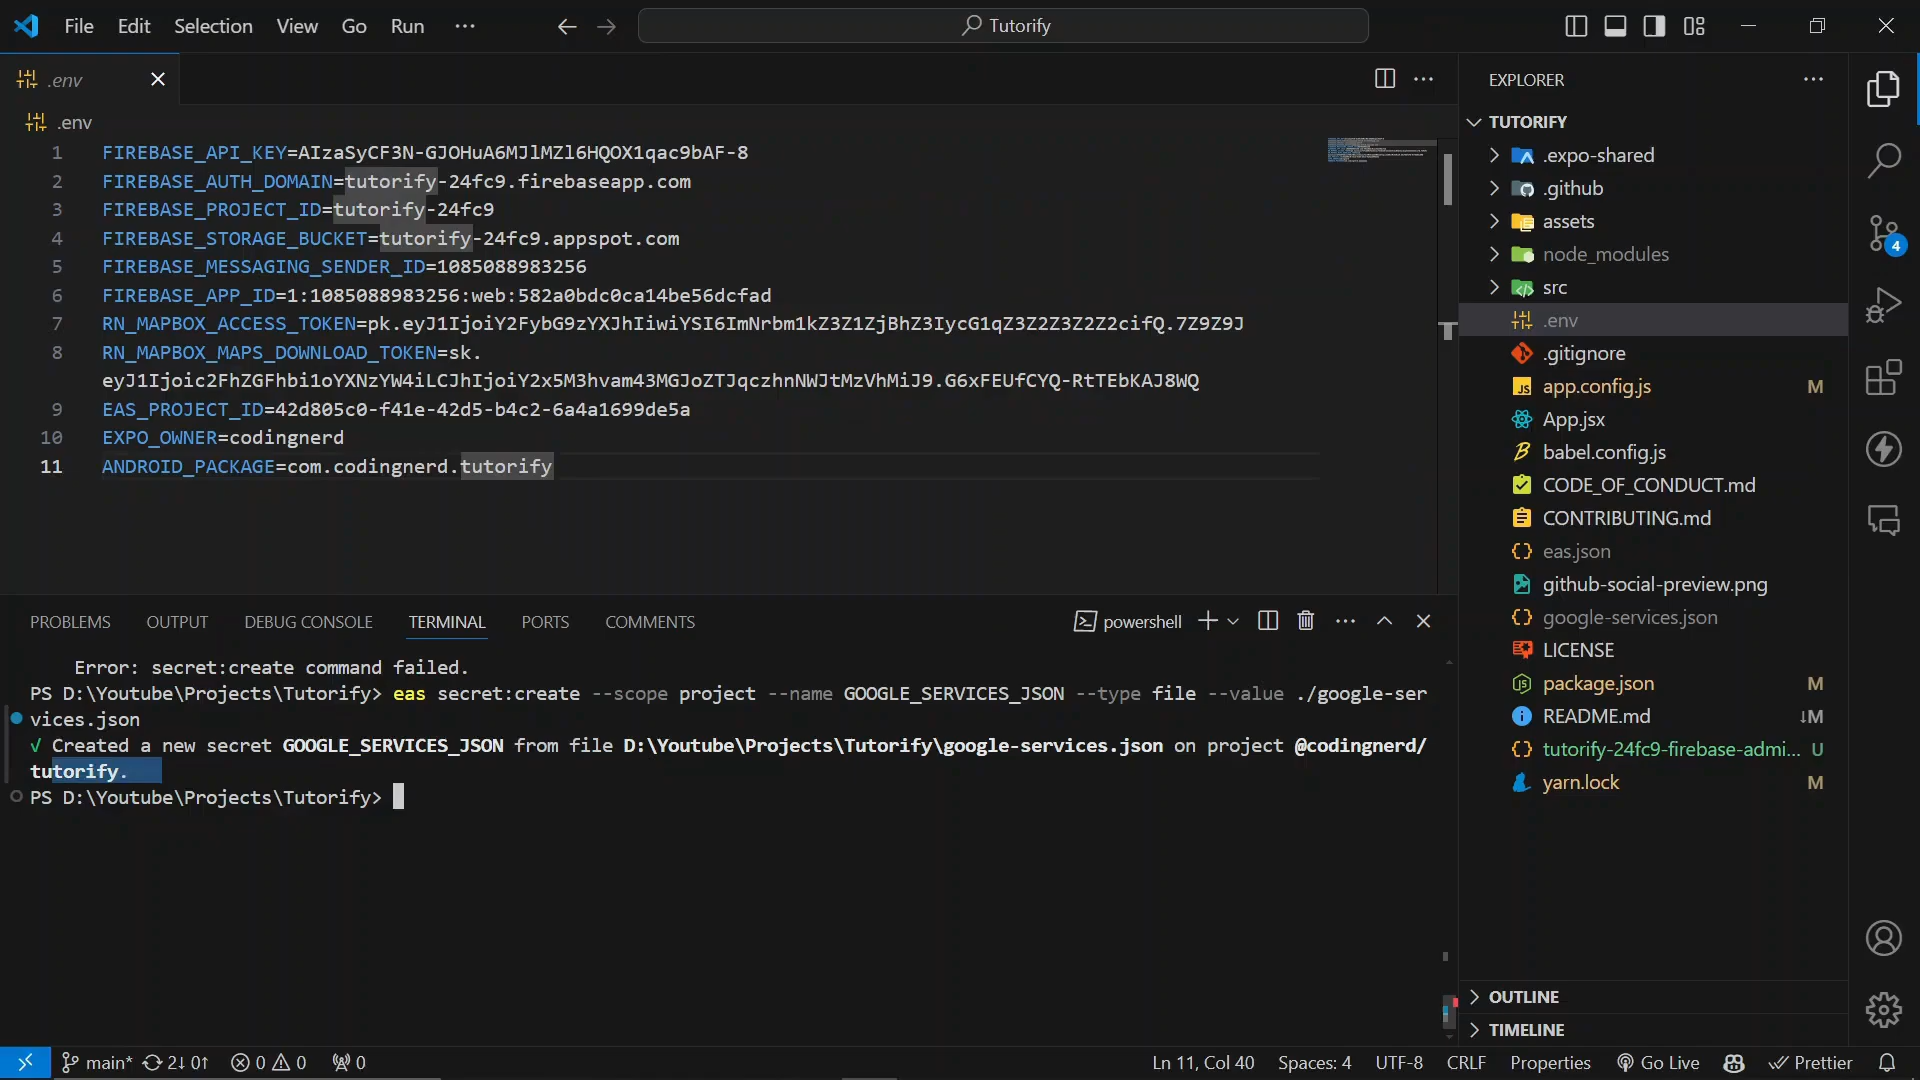 File Edit Selection View Go Run ··· Tutorify
.env
.env
1 FIREBASE_API_KEY=AIzaSyCF3N-GJOHuA6MJlMZl6HQOX1qac9bAF-8
2 FIREBASE_AUTH_DOMAIN=tutorify-24fc9.firebaseapp.com
3 FIREBASE_PROJECT_ID=tutorify-24fc9
4 FIREBASE_STORAGE_BUCKET=tutorify-24fc9.appspot.com
5 FIREBASE_MESSAGING_SENDER_ID=1085088983256
6 FIREBASE_APP_ID=1:1085088983256:web:582a0bdc0ca14be56dcfad
7 RN_MAPBOX_ACCESS_TOKEN=pk.eyJ1IjoiY2FybG9zYXJhIiwiYSI6ImNrbm1kZ3Z1ZjBhZ3IycG1qZ3Z2Z3Z2Z2cifQ.7Z9Z9J
8 RN_MAPBOX_MAPS_DOWNLOAD_TOKEN=sk.
eyJ1Ijoic2FhZGFhbi1oYXNzYW4iLCJhIjoiY2x5M3hvam43MGJoZTJqczhnNWJtMzVhMiJ9.G6xFEUfCYQ-RtTEbKAJ8WQ
9 EAS_PROJECT_ID=42d805c0-f41e-42d5-b4c2-6a4a1699de5a
10 EXPO_OWNER=codingnerd
11 ANDROID_PACKAGE=com.codingnerd.tutorify
PROBLEMS OUTPUT DEBUG CONSOLE TERMINAL PORTS COMMENTS powershell
Error: secret:create command failed.
PS D:\Youtube\Projects\Tutorify> eas secret:create --scope project --name GOOGLE_SERVICES_JSON --type file --value ./google-ser
vices.json
√ Created a new secret GOOGLE_SERVICES_JSON from file D:\Youtube\Projects\Tutorify\google-services.json on project @codingnerd/
tutorify.
PS D:\Youtube\Projects\Tutorify>
EXPLORER
TUTORIFY
.expo-shared
.github
assets
node_modules
src
.env
.gitignore
app.config.js M
App.jsx
babel.config.js
CODE_OF_CONDUCT.md
CONTRIBUTING.md
eas.json
github-social-preview.png
google-services.json
LICENSE
package.json M
README.md ↓M
tutorify-24fc9-firebase-admi... U
yarn.lock M
OUTLINE
TIMELINE
4
main* 2↓ 0↑ 0 0 0 Ln 11, Col 40 Spaces: 4 UTF-8 CRLF Properties Go Live Prettier